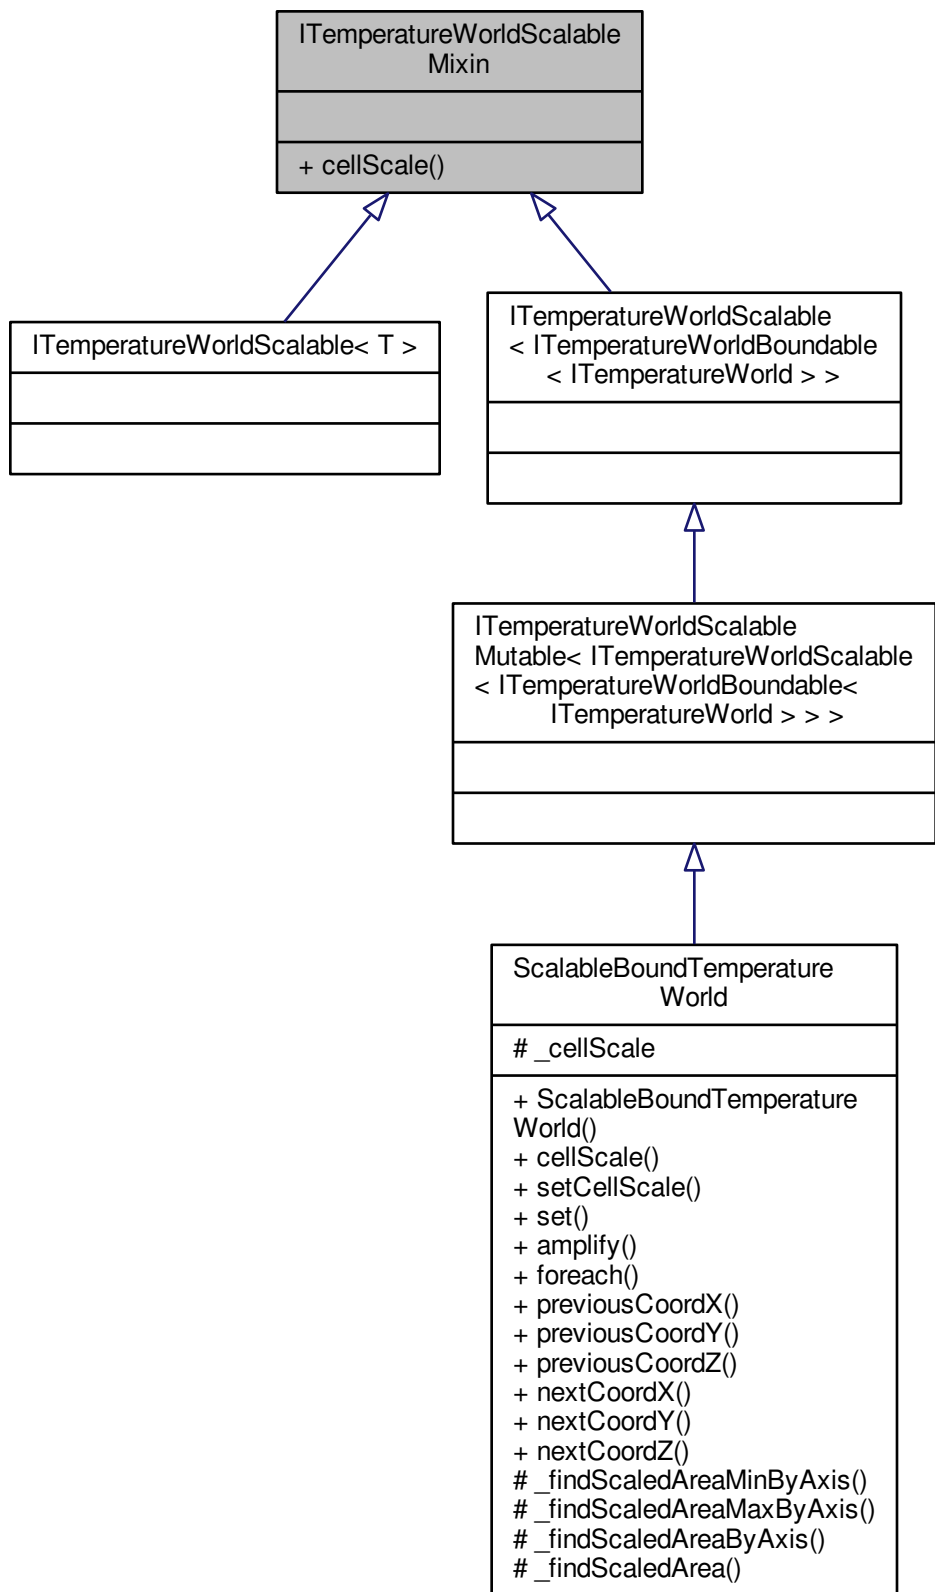 ITemperatureWorldScalable
Mixin
+ cellScale()
ITemperatureWorldScalable< T >
ITemperatureWorldScalable
< ITemperatureWorldBoundable
< ITemperatureWorld > >
ITemperatureWorldScalable
Mutable< ITemperatureWorldScalable
< ITemperatureWorldBoundable<
ITemperatureWorld > > >
ScalableBoundTemperature
World
# _cellScale
+ ScalableBoundTemperature
World()
+ cellScale()
+ setCellScale()
+ set()
+ amplify()
+ foreach()
+ previousCoordX()
+ previousCoordY()
+ previousCoordZ()
+ nextCoordX()
+ nextCoordY()
+ nextCoordZ()
# _findScaledAreaMinByAxis()
# _findScaledAreaMaxByAxis()
# _findScaledAreaByAxis()
# _findScaledArea()